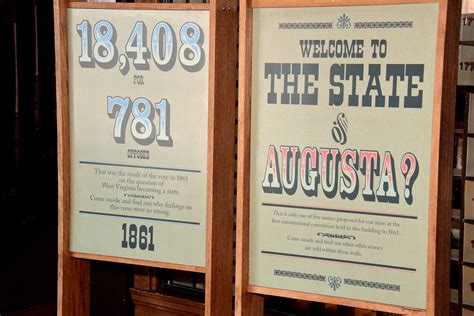 18,408
FOR
781
OPPOSED
That was the result of the vote in 1861
on the question of
West Virginia becoming a state.
Come inside and find out why feelings on
this issue were so strong.
1861
WELCOME TO
THE STATE
of
AUGUSTA?
That is only one of five names proposed for our state at the
first constitutional convention held in this building in 1861.
Come inside and find out what other stories
are told within these walls.